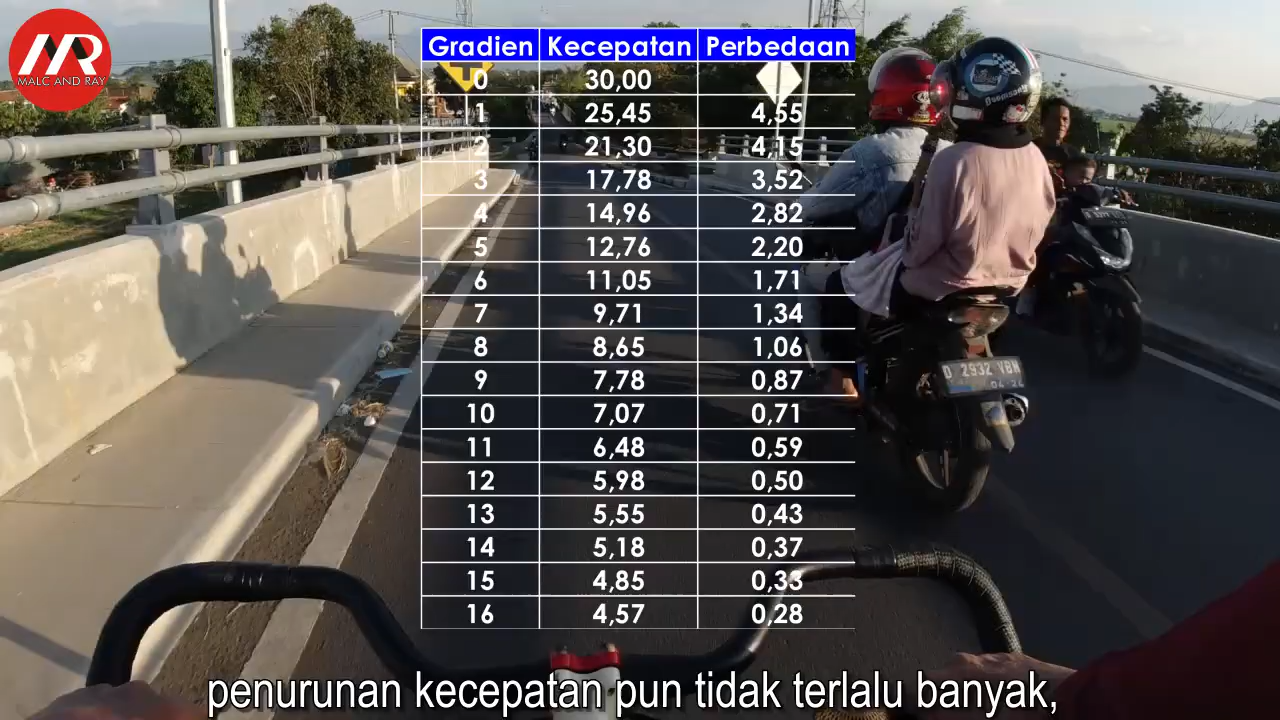 MR
MALC AND RAY
Gradien Kecepatan Perbedaan
0 30,00
1 25,45 4,55
2 21,30 4,15
3 17,78 3,52
4 14,96 2,82
5 12,76 2,20
6 11,05 1,71
7 9,71 1,34
8 8,65 1,06
9 7,78 0,87
10 7,07 0,71
11 6,48 0,59
12 5,98 0,50
13 5,55 0,43
14 5,18 0,37
15 4,85 0,33
16 4,57 0,28
D 2932 VBN
04·24
penurunan kecepatan pun tidak terlalu banyak,